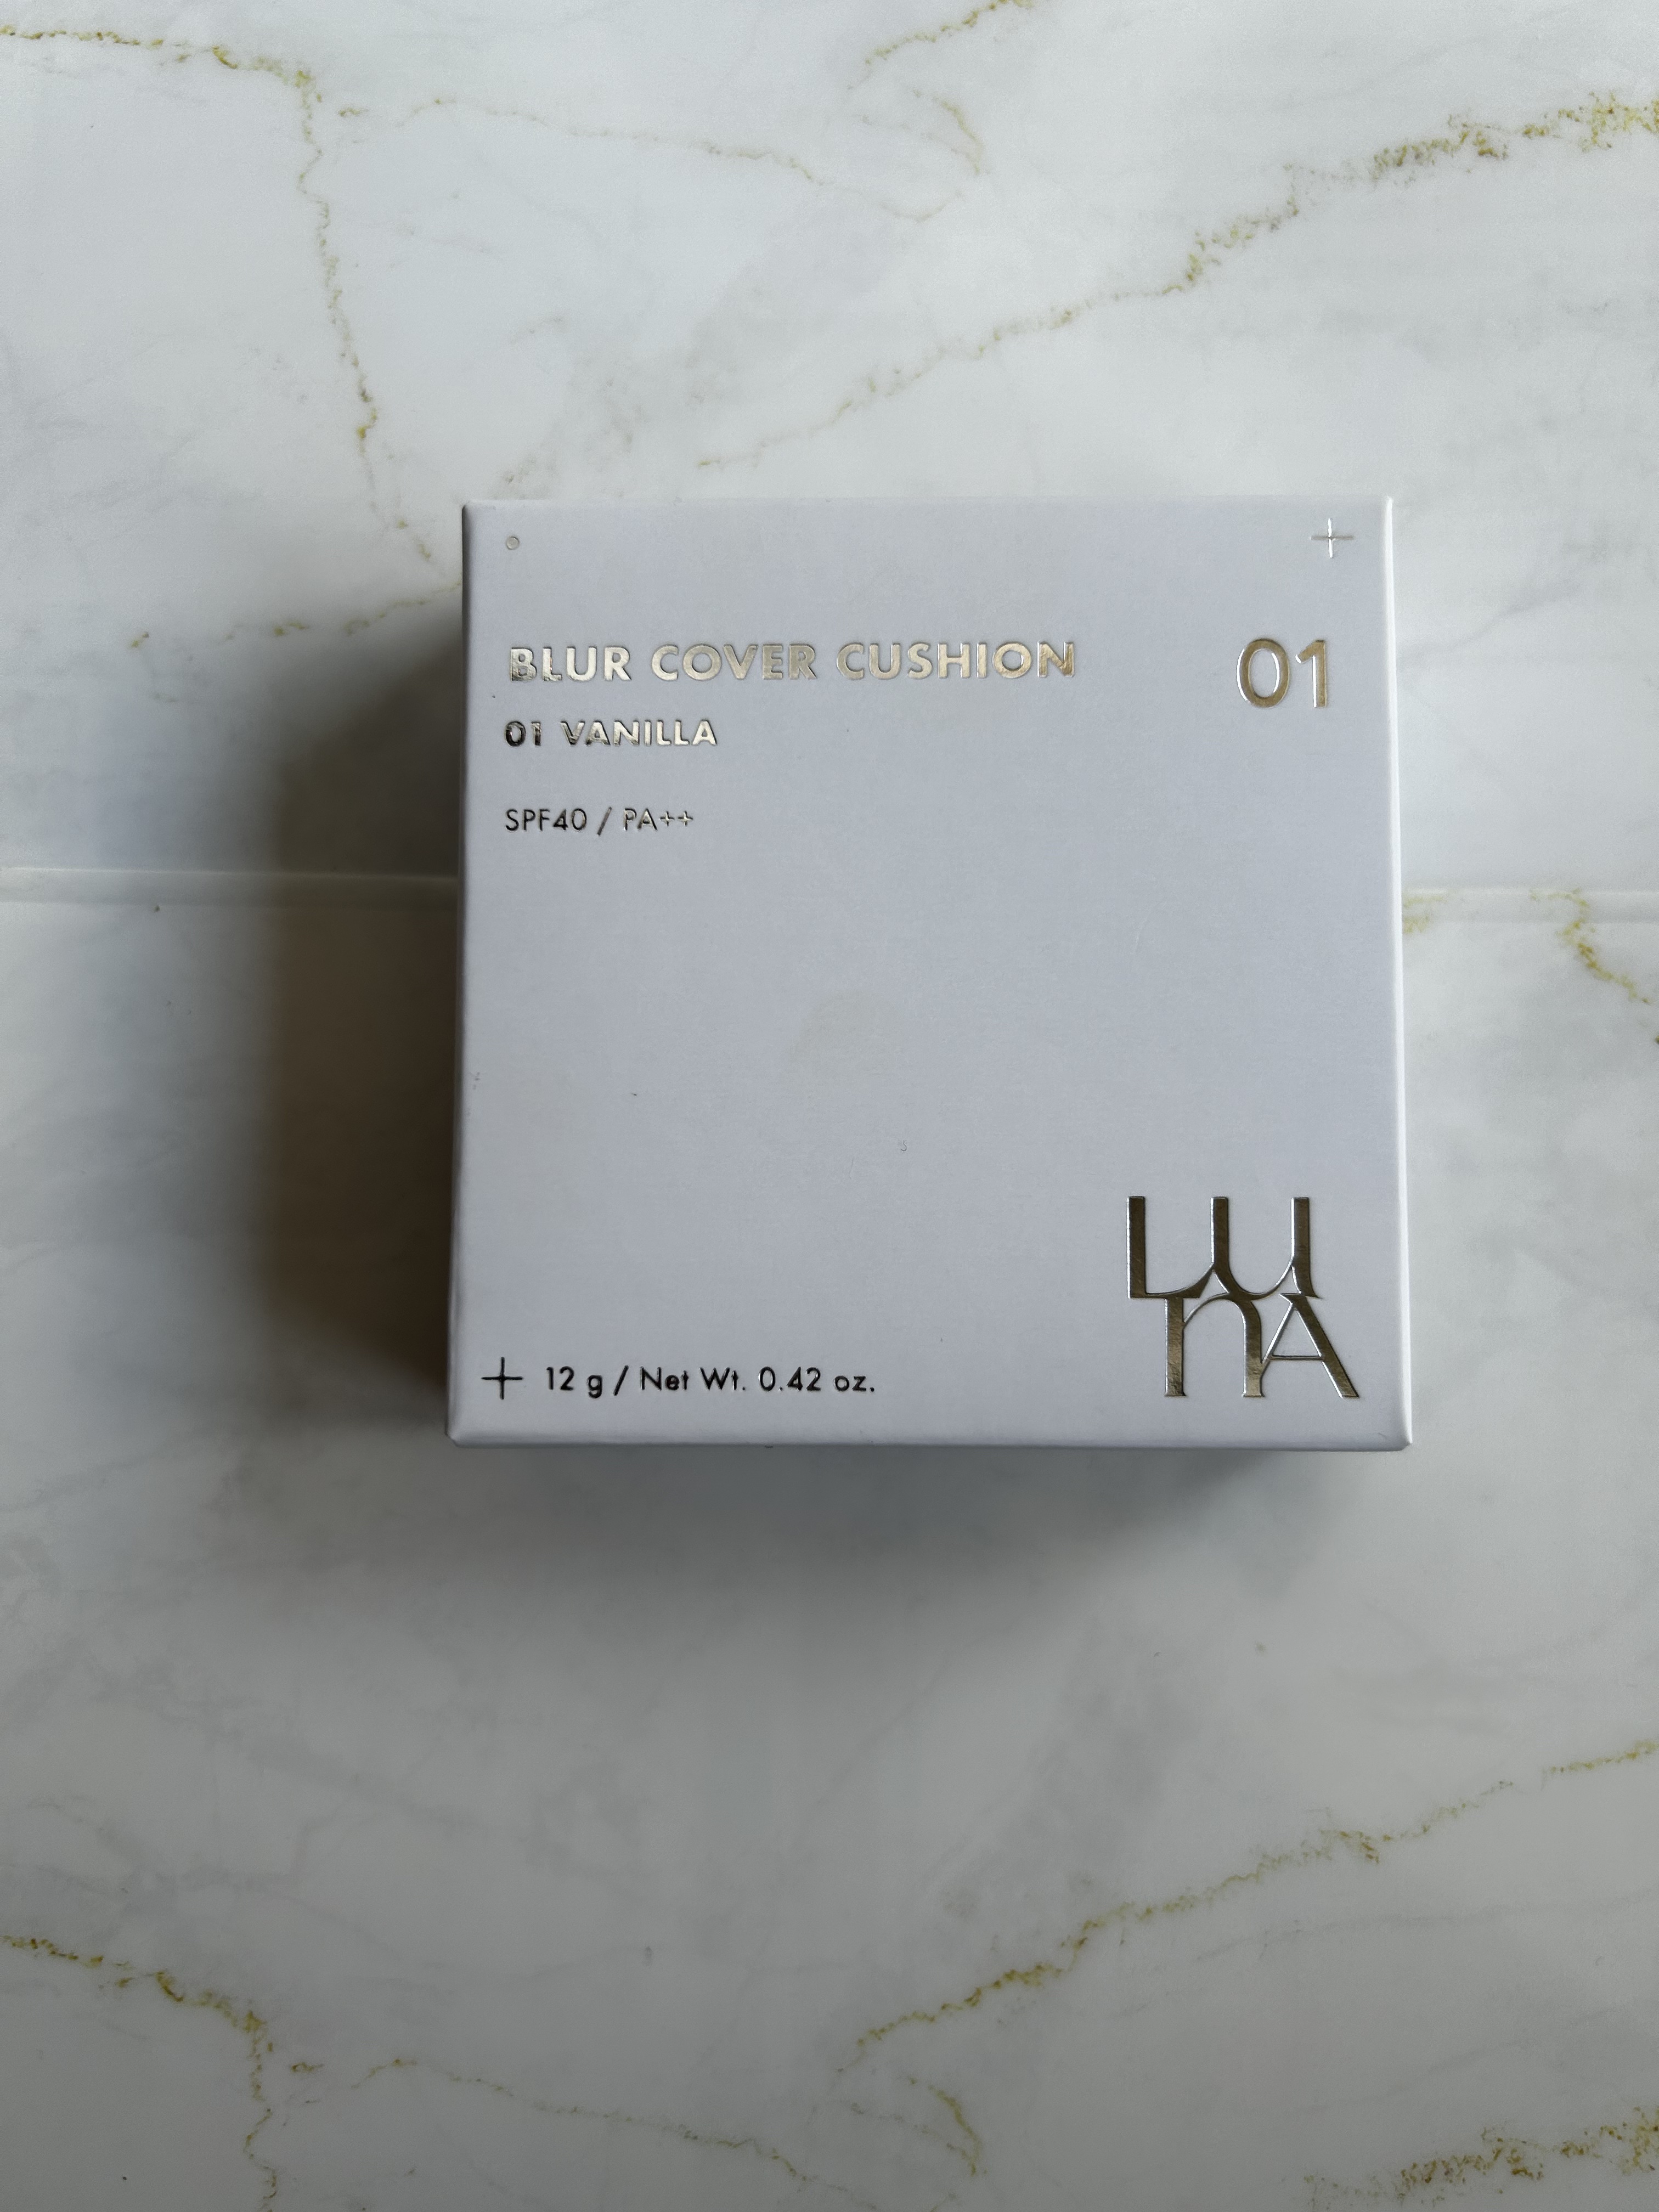 BLUR COVER CUSHION
01
01 VANILLA
SPF40 / PA++
LUnA
12 g / Net Wt. 0.42 oz.